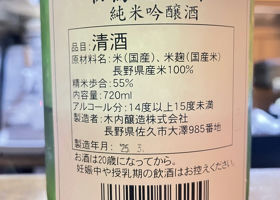 純米吟醸酒
品目:清酒
原材料名:米(国産)、米麹(国産米)
長野県産米100%
精米歩合:55%
内容量:720ml
アルコール分:14度以上15度未満
製造者:木内醸造株式会社
長野県佐久市大澤985番地
製造年月:'25. 3.
お酒は20歳になってから。
妊娠中や授乳期の飲酒はお控えください。